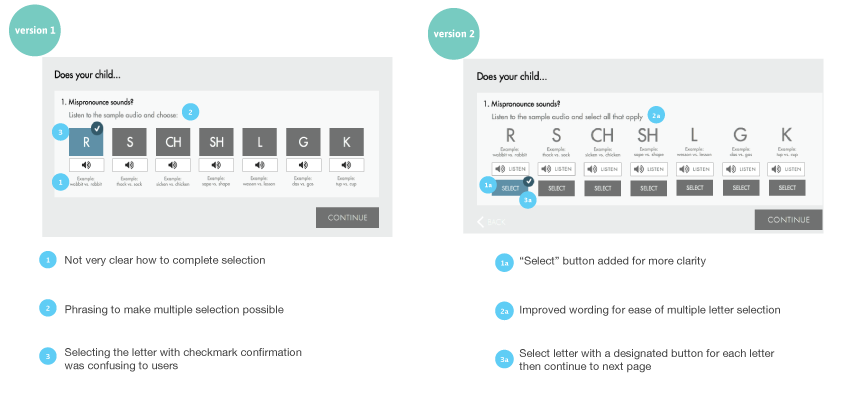 version 1
Does your child...
1. Mispronounce sounds?
Listen to the sample audio and choose:
2
3
R S CH SH L G K
1
Example: Example: Example: Example: Example: Example: Example:
wabbit vs. rabbit thock vs. sock sicken vs. chicken sape vs. shape wesson vs. lesson das vs. gas tup vs. cup
CONTINUE
1 Not very clear how to complete selection
2 Phrasing to make multiple selection possible
3 Selecting the letter with checkmark confirmation
was confusing to users
version 2
Does your child...
1. Mispronounce sounds?
Listen to the sample audio and select all that apply
2a
R S CH SH L G K
Example: Example: Example: Example: Example: Example: Example:
wabbit vs. rabbit thock vs. sock sicken vs. chicken sape vs. shape wesson vs. lesson das vs. gas tup vs. cup
LISTEN LISTEN LISTEN LISTEN LISTEN LISTEN LISTEN
1a SELECT SELECT SELECT SELECT SELECT SELECT SELECT
3a
BACK
CONTINUE
1a “Select” button added for more clarity
2a Improved wording for ease of multiple letter selection
3a Select letter with a designated button for each letter
then continue to next page